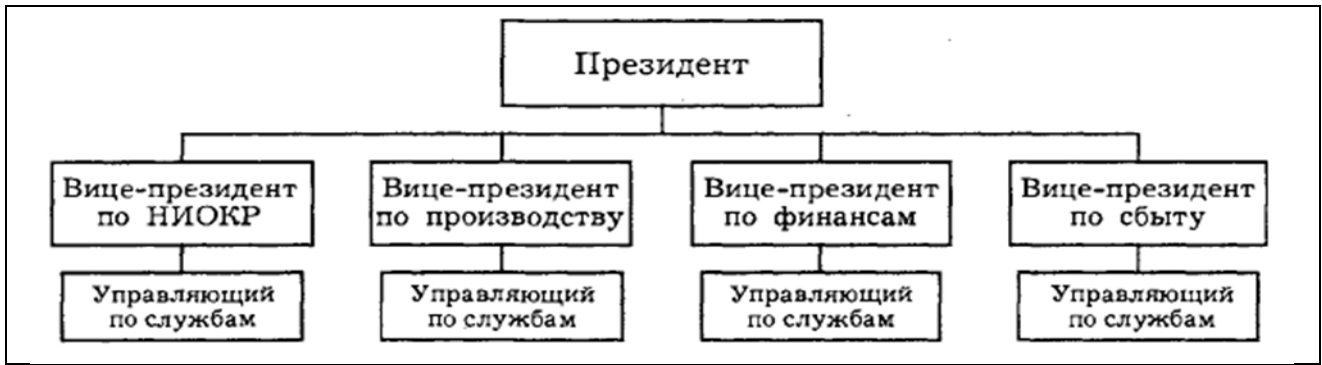 Президент
Вице-президент
по НИОКР
Вице-президент
по производству
Вице-президент
по финансам
Вице-президент
по сбыту
Управляющий
по службам
Управляющий
по службам
Управляющий
по службам
Управляющий
по службам